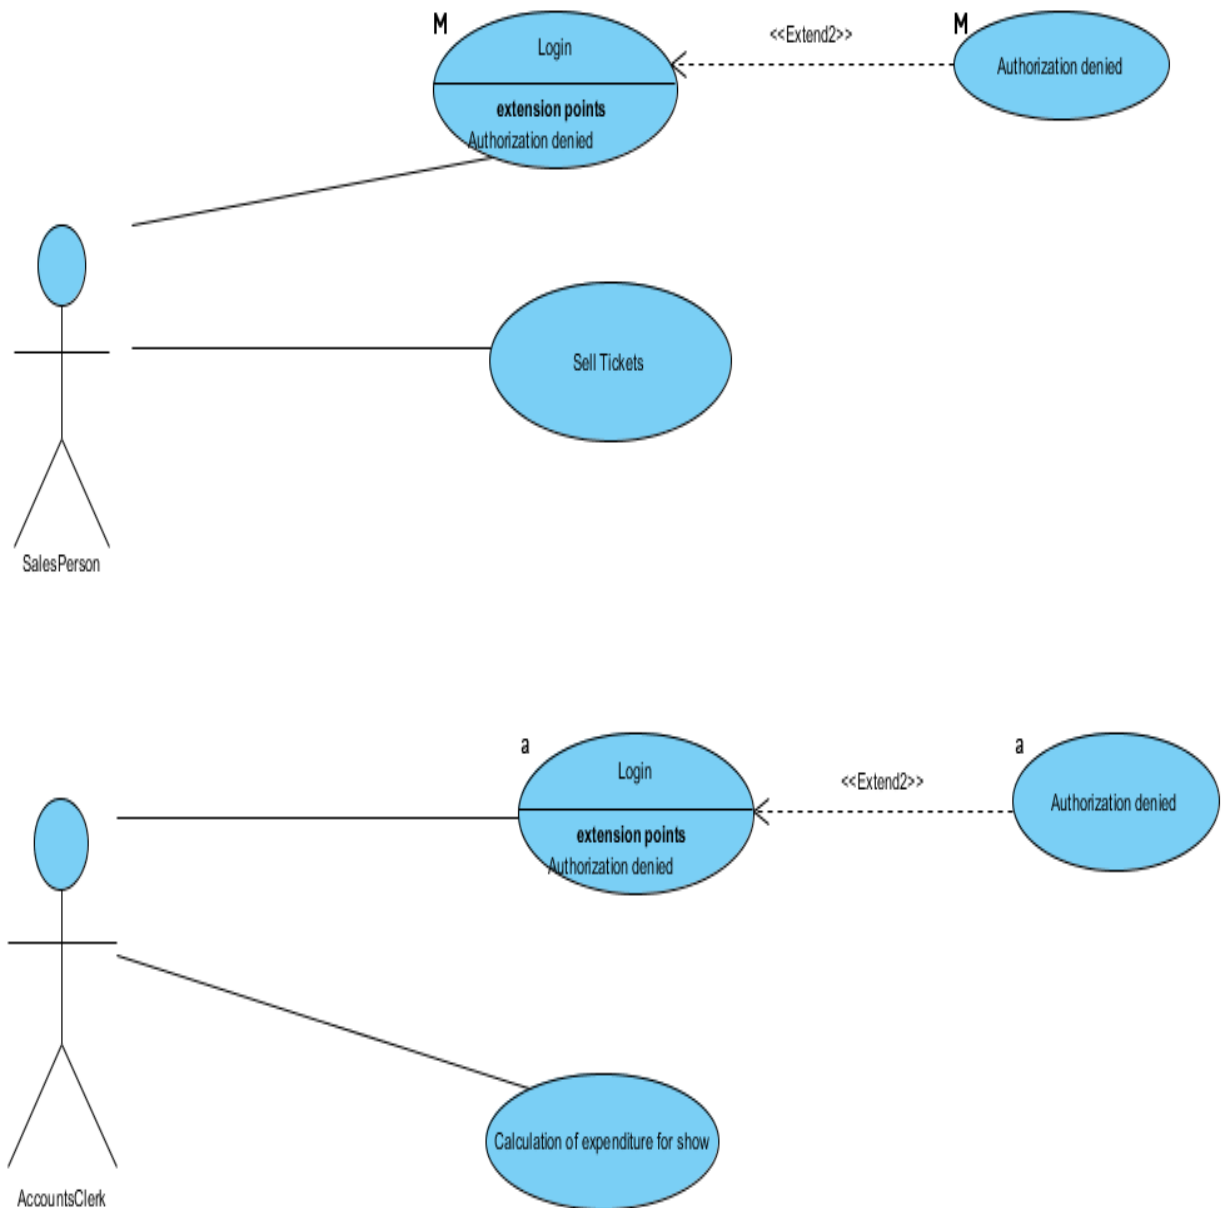 M
Login
extension points
Authorization denied
<<Extend2>>
M
Authorization denied
Sell Tickets
SalesPerson
a
Login
extension points
Authorization denied
<<Extend2>>
a
Authorization denied
Calculation of expenditure for show
AccountsClerk